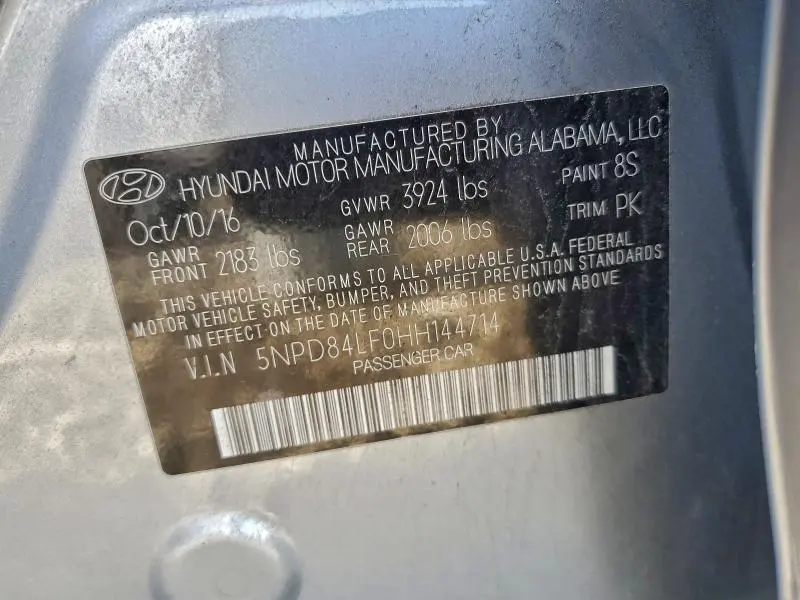 MANUFACTURED BY
HYUNDAI MOTOR MANUFACTURING ALABAMA, LLC
Oct/10/16 GVWR 3924 lbs PAINT 8S
GAWR FRONT 2183 lbs GAWR REAR 2006 lbs TRIM PK
THIS VEHICLE CONFORMS TO ALL APPLICABLE U.S.A. FEDERAL
MOTOR VEHICLE SAFETY, BUMPER, AND THEFT PREVENTION STANDARDS
IN EFFECT ON THE DATE OF MANUFACTURE SHOWN ABOVE
V.I.N 5NPD84LF0HH144714
PASSENGER CAR